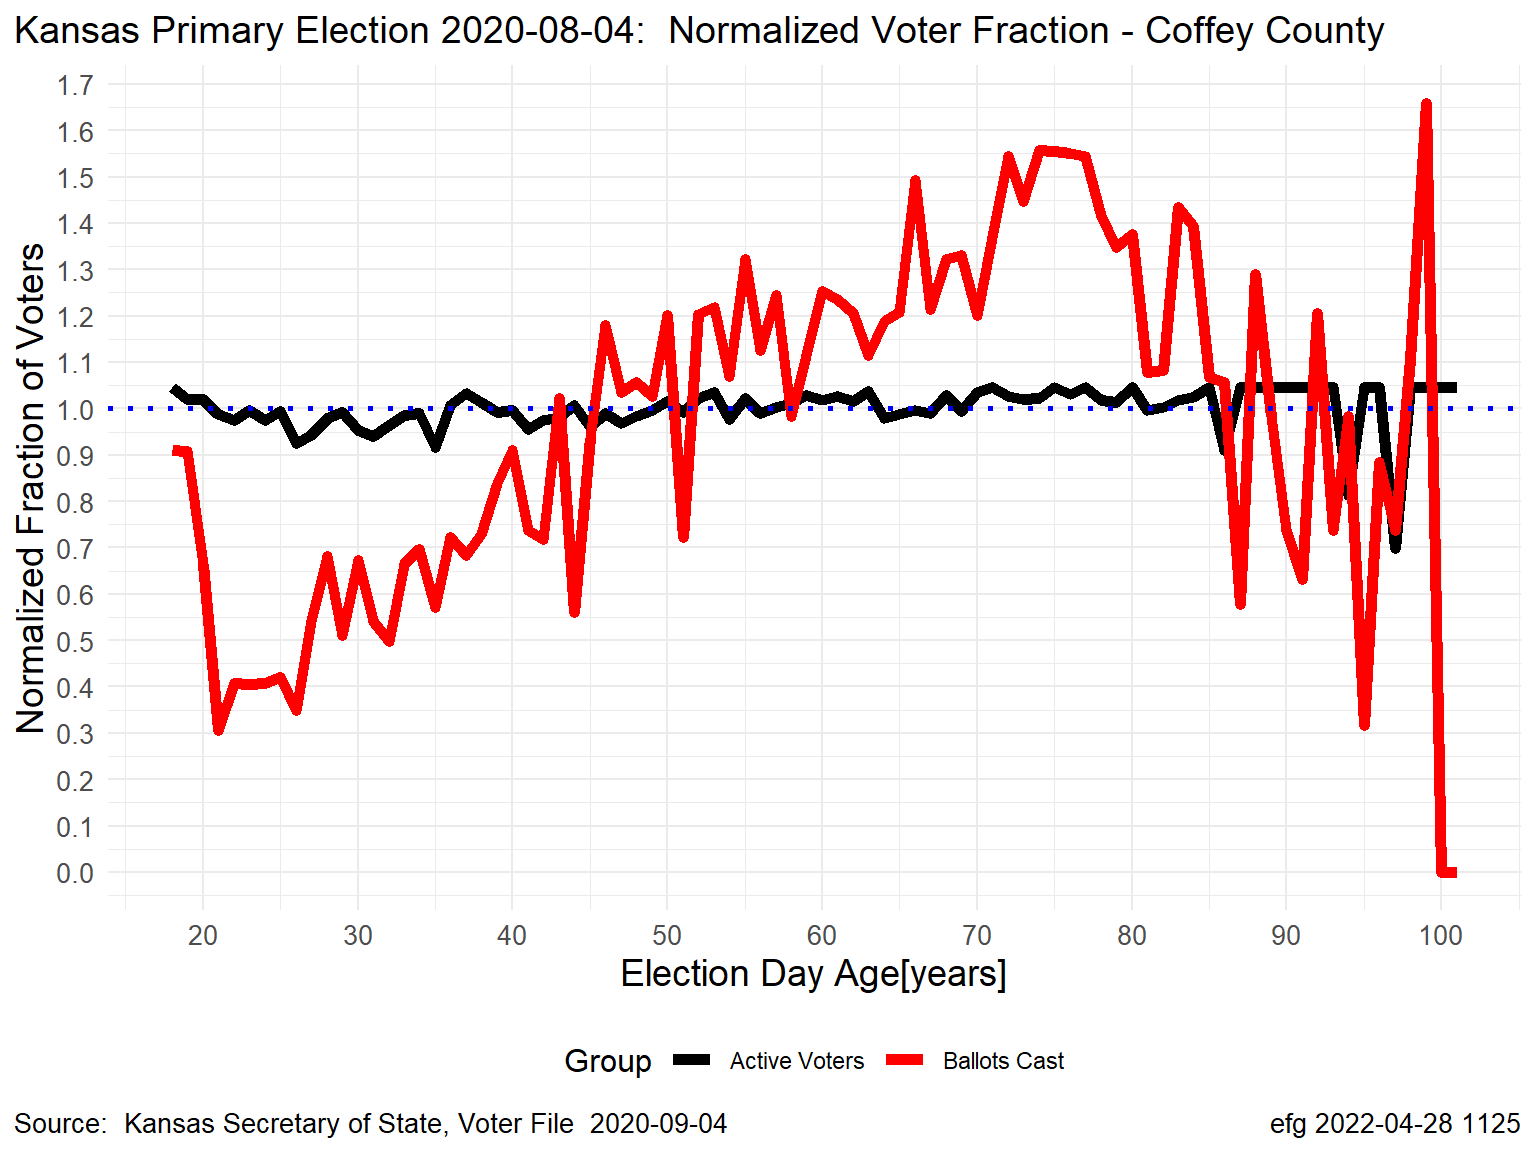 Kansas Primary Election 2020-08-04:  Normalized Voter Fraction - Coffey County
Normalized Fraction of Voters
1.7
1.6
1.5
1.4
1.3
1.2
1.1
1.0
0.9
0.8
0.7
0.6
0.5
0.4
0.3
0.2
0.1
0.0
20 30 40 50 60 70 80 90 100
Election Day Age[years]
Group Active Voters Ballots Cast
Source:  Kansas Secretary of State, Voter File  2020-09-04
efg 2022-04-28 1125